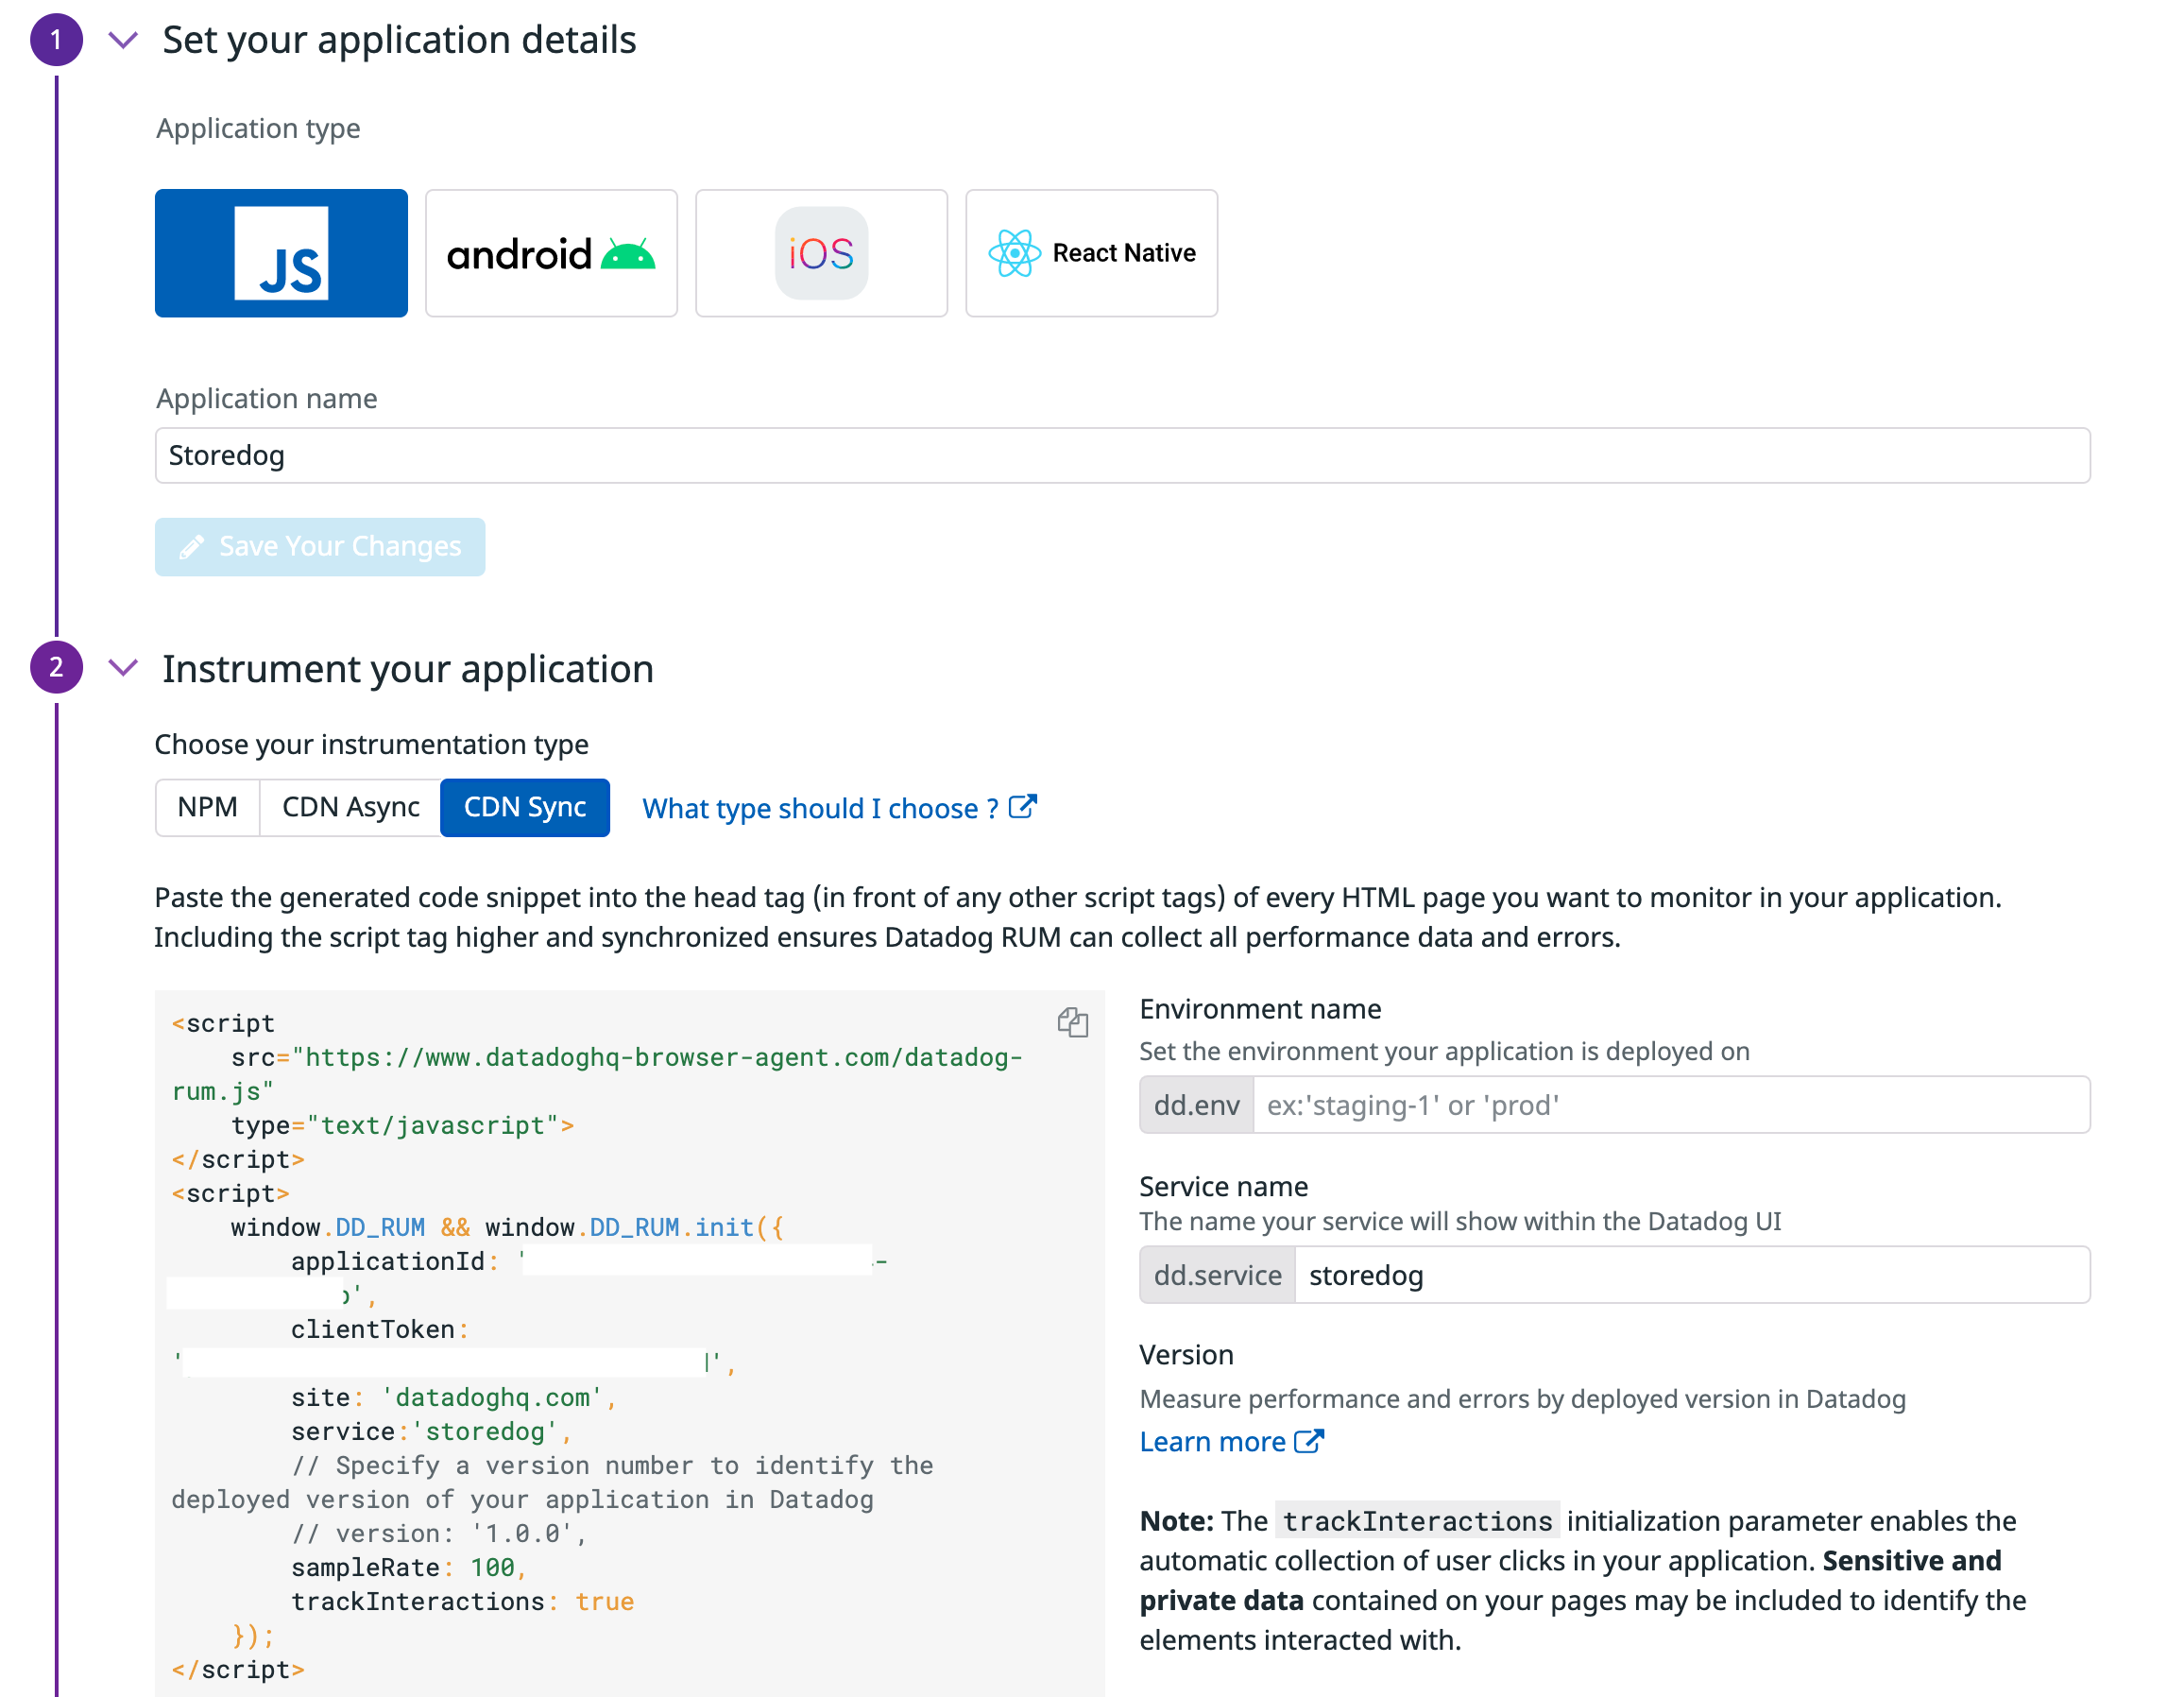 1
Set your application details
Application type
JS
android
iOS
React Native
Application name
Storedog
Save Your Changes
2
Instrument your application
Choose your instrumentation type
NPM
CDN Async
CDN Sync
What type should I choose ?
Paste the generated code snippet into the head tag (in front of any other script tags) of every HTML page you want to monitor in your application.
Including the script tag higher and synchronized ensures Datadog RUM can collect all performance data and errors.
<script
src="https://www.datadoghq-browser-agent.com/datadog-
rum.js"
type="text/javascript">
</script>
<script>
window.DD_RUM && window.DD_RUM.init({
applicationId: '
',
clientToken:
'
',
site: 'datadoghq.com',
service:'storedog',
// Specify a version number to identify the
deployed version of your application in Datadog
// version: '1.0.0',
sampleRate: 100,
trackInteractions: true
});
</script>
Environment name
Set the environment your application is deployed on
dd.env
ex:'staging-1' or 'prod'
Service name
The name your service will show within the Datadog UI
dd.service
storedog
Version
Measure performance and errors by deployed version in Datadog
Learn more
Note: The trackInteractions initialization parameter enables the
automatic collection of user clicks in your application. Sensitive and
private data contained on your pages may be included to identify the
elements interacted with.